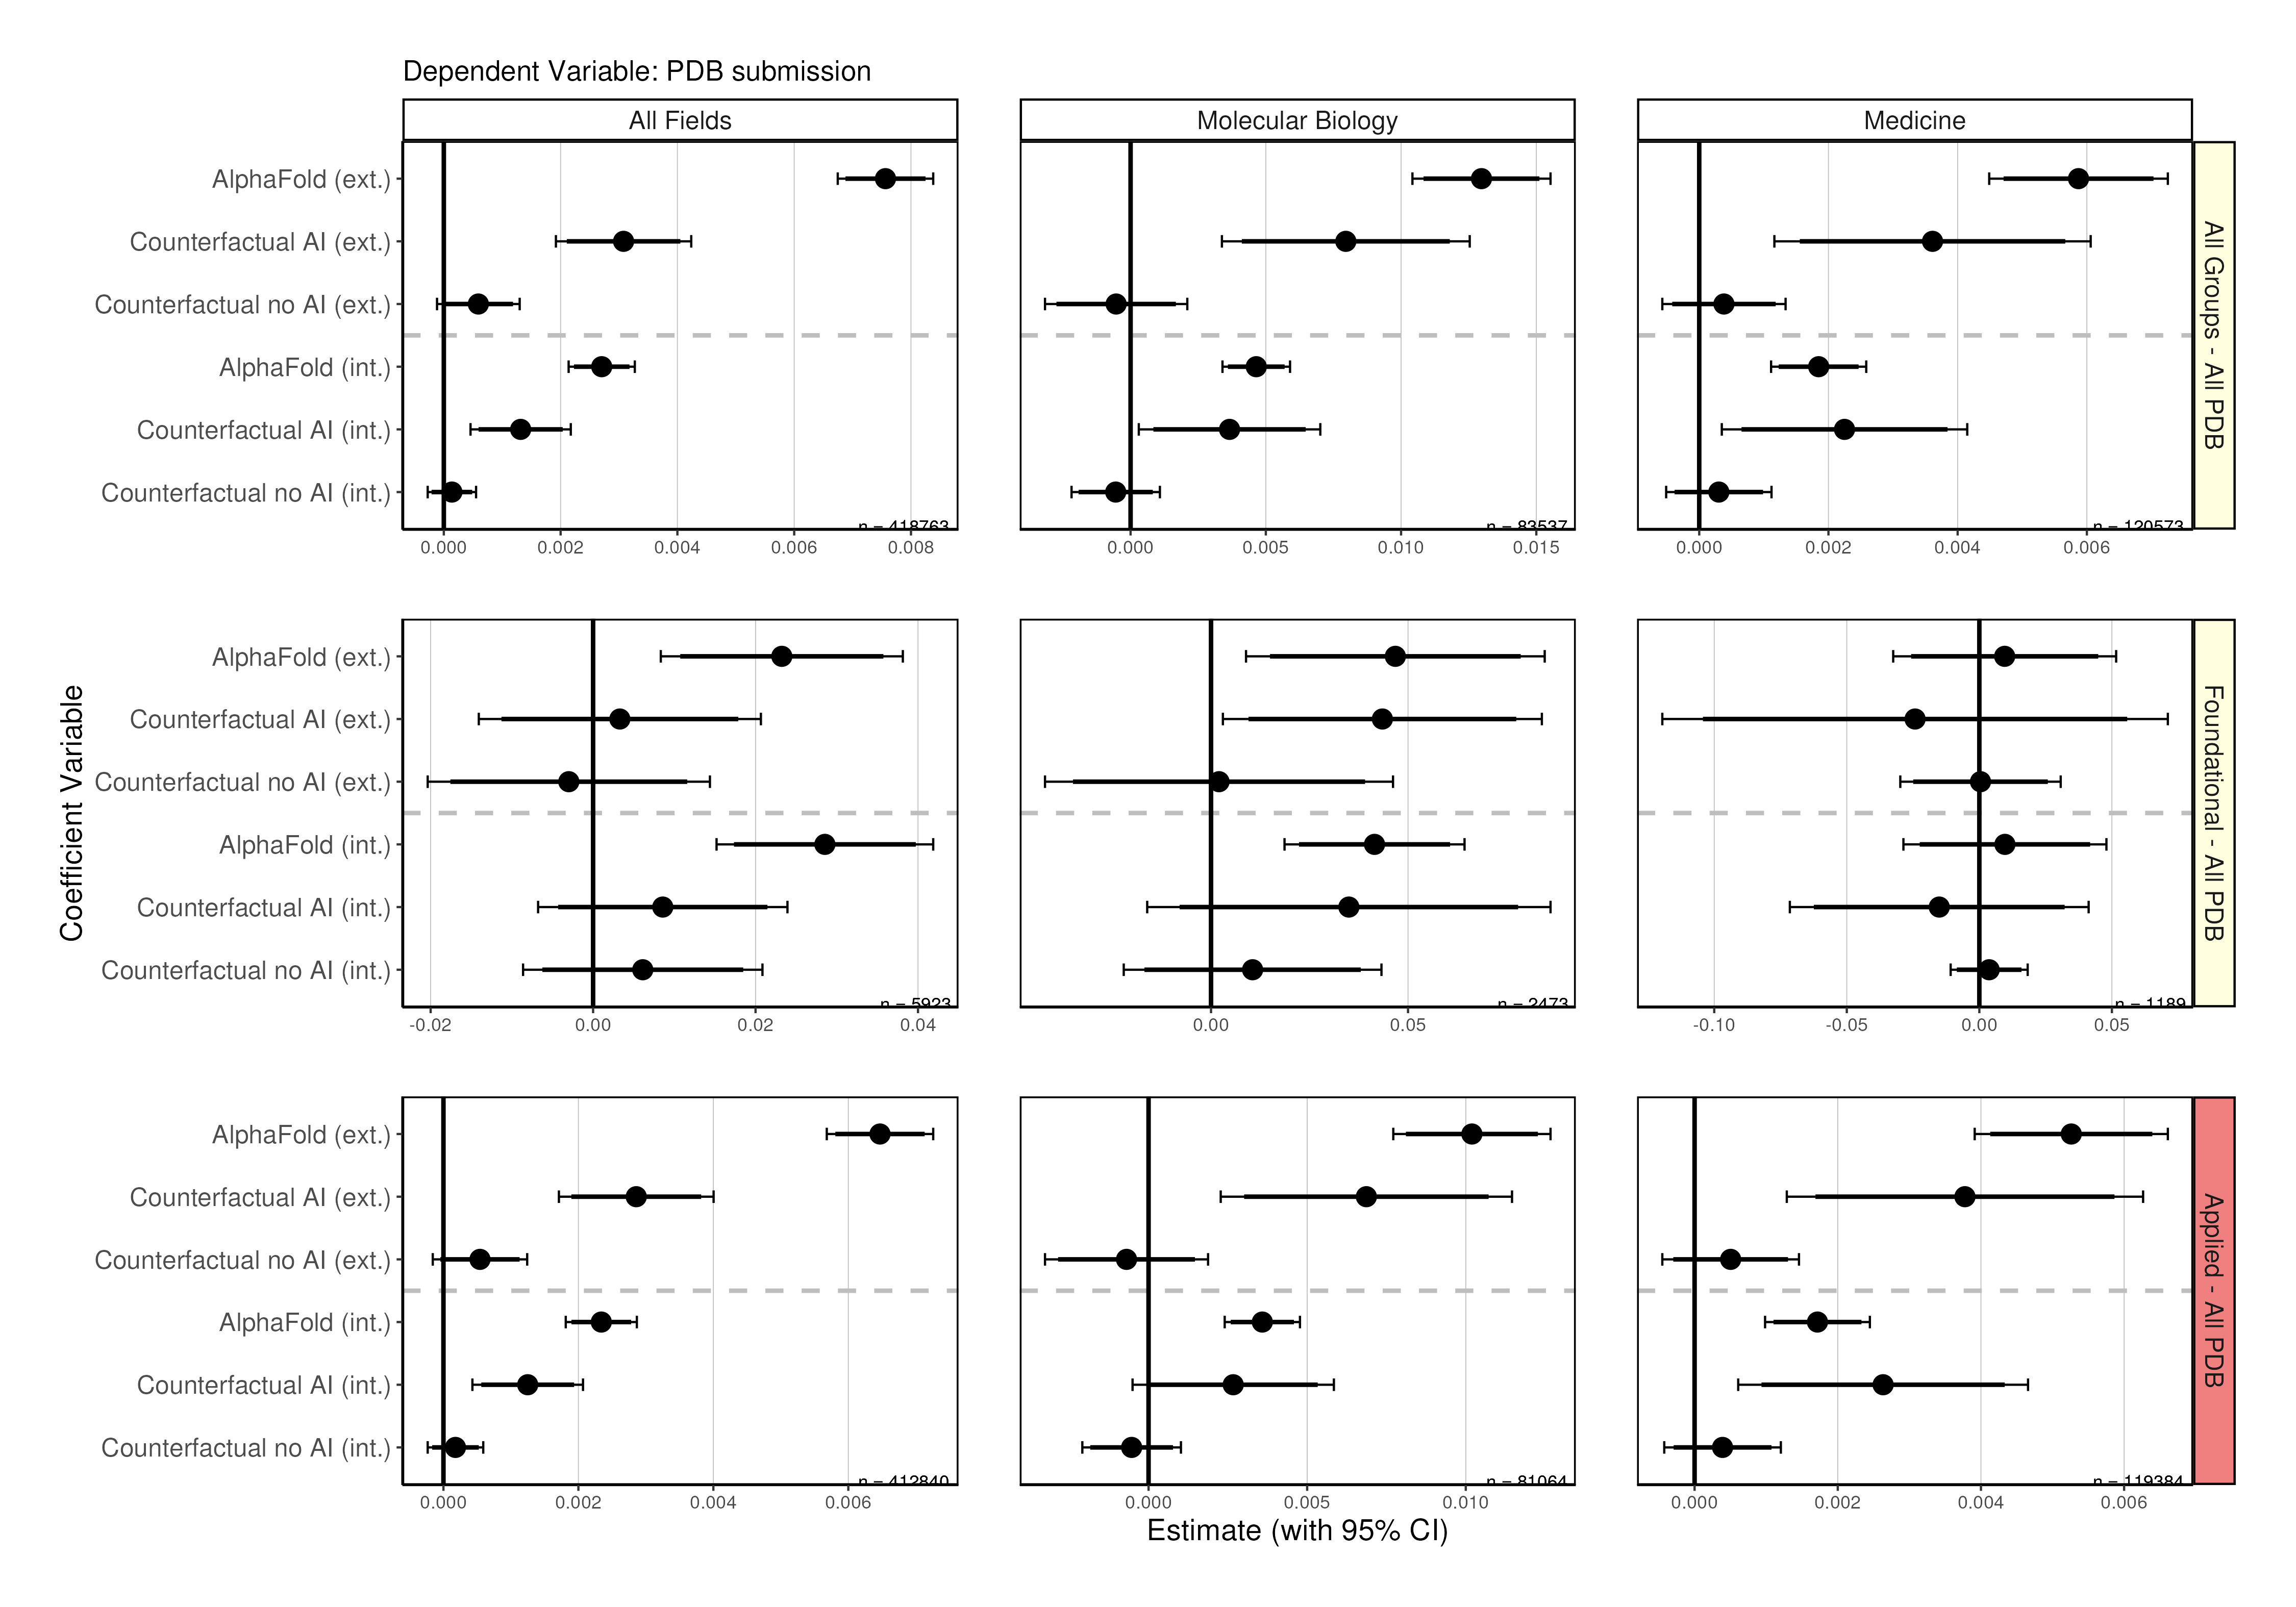 Dependent Variable: PDB submission
All Fields
Molecular Biology
Medicine
AlphaFold (ext.)
Counterfactual AI (ext.)
Counterfactual no AI (ext.)
AlphaFold (int.)
Counterfactual AI (int.)
Counterfactual no AI (int.)
n = 418763
n = 83537
n = 120573
0.000 0.002 0.004 0.006 0.008
0.000 0.005 0.010 0.015
0.000 0.002 0.004 0.006
All Groups - All PDB
Coefficient Variable
AlphaFold (ext.)
Counterfactual AI (ext.)
Counterfactual no AI (ext.)
AlphaFold (int.)
Counterfactual AI (int.)
Counterfactual no AI (int.)
n = 5923
n = 2473
n = 1189
-0.02 0.00 0.02 0.04
0.00 0.05
-0.10 -0.05 0.00 0.05
Foundational - All PDB
AlphaFold (ext.)
Counterfactual AI (ext.)
Counterfactual no AI (ext.)
AlphaFold (int.)
Counterfactual AI (int.)
Counterfactual no AI (int.)
n = 412840
n = 81064
n = 119384
0.000 0.002 0.004 0.006
0.000 0.005 0.010
0.000 0.002 0.004 0.006
Applied - All PDB
Estimate (with 95% CI)